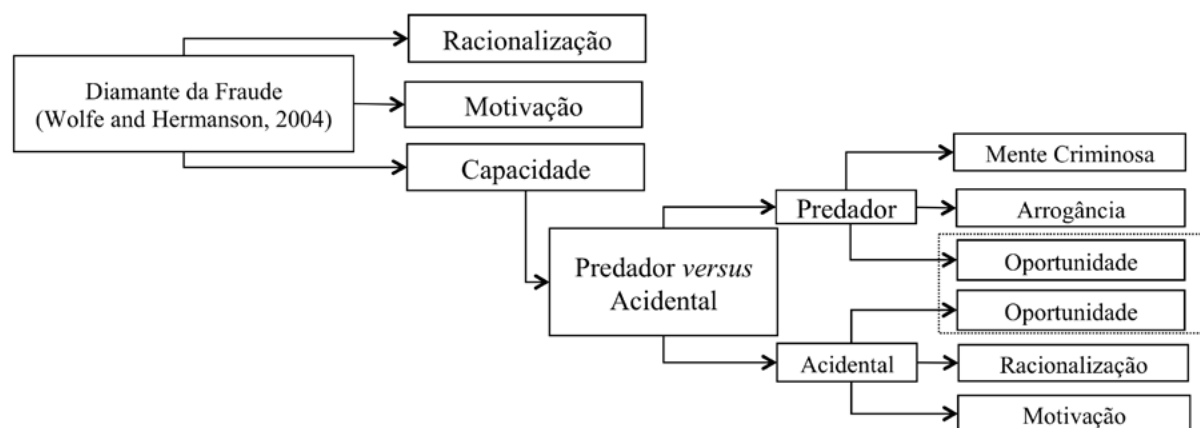 Racionalização
Diamante da Fraude
(Wolfe and Hermanson, 2004)
Motivação
Capacidade
Mente Criminosa
Predador
Arrogância
Predador versus
Acidental
Oportunidade
Oportunidade
Acidental
Racionalização
Motivação